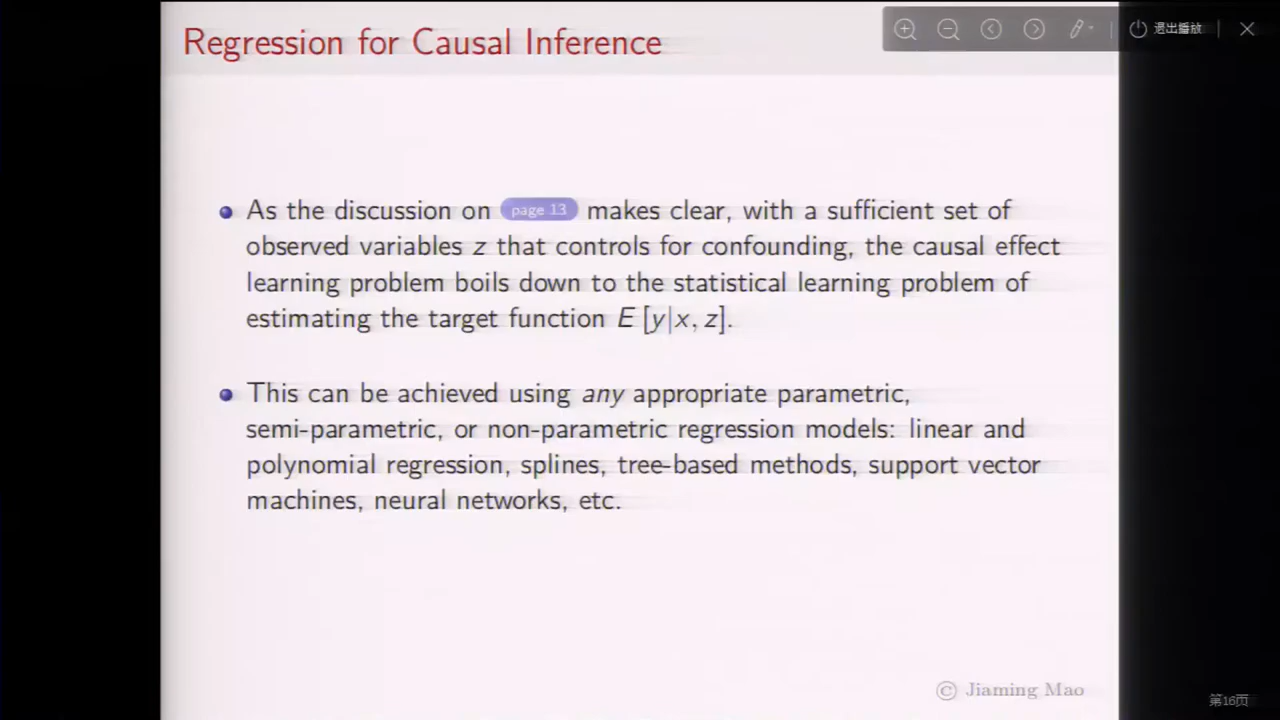 Regression for Causal Inference
退出播放
As the discussion on page 13 makes clear, with a sufficient set of
observed variables z that controls for confounding, the causal effect
learning problem boils down to the statistical learning problem of
estimating the target function E [y|x, z].
This can be achieved using any appropriate parametric,
semi-parametric, or non-parametric regression models: linear and
polynomial regression, splines, tree-based methods, support vector
machines, neural networks, etc.
© Jiaming Mao
第16页